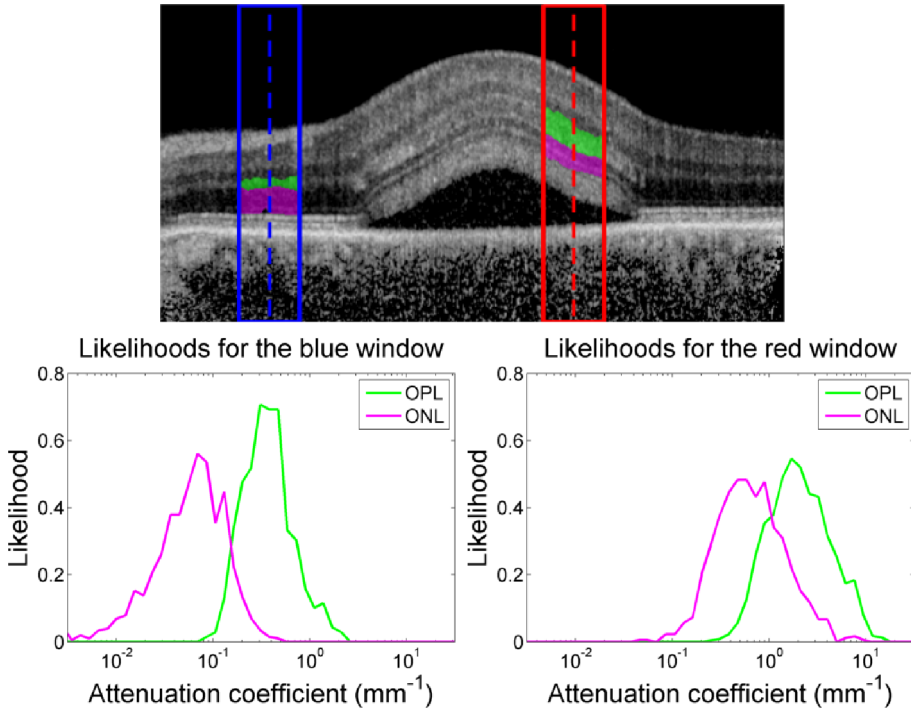 Likelihoods for the blue window
Likelihoods for the red window
0.8
0.6
0.4
0.2
0
Likelihood
OPL
ONL
10⁻² 10⁻¹ 10⁰ 10¹
Attenuation coefficient (mm⁻¹)
0.8
0.6
0.4
0.2
0
Likelihood
OPL
ONL
10⁻² 10⁻¹ 10⁰ 10¹
Attenuation coefficient (mm⁻¹)